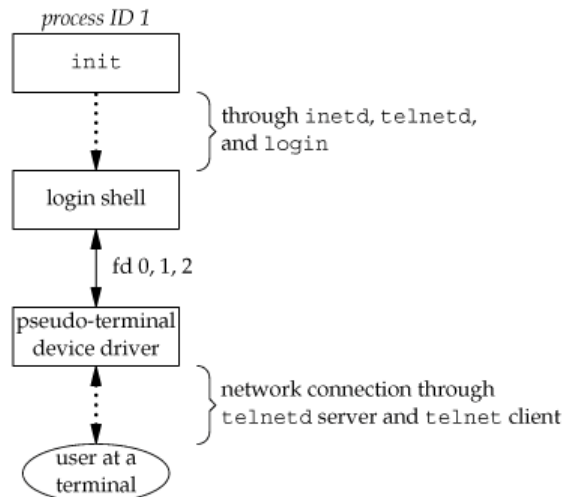 process ID 1
init
through inetd, telnetd,
and login
login shell
fd 0, 1, 2
pseudo-terminal
device driver
network connection through
telnetd server and telnet client
user at a
terminal